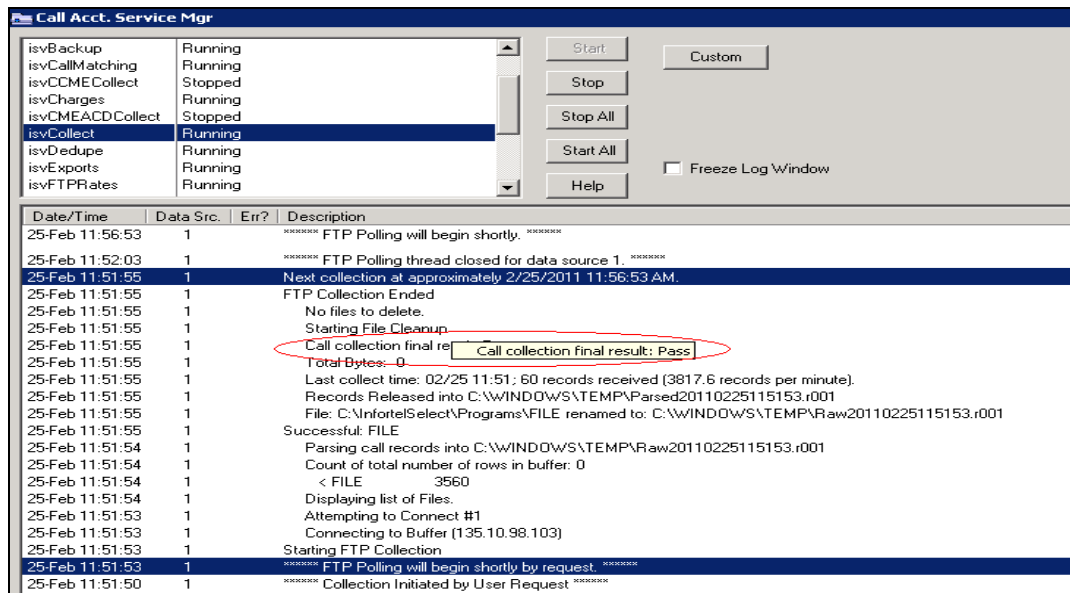 Call Acct. Service Mgr
isvBackup Running
isvCallMatching Running
isvCCMECollect Stopped
isvCharges Running
isvCMEACDCollect Stopped
isvCollect Running
isvDedupe Running
isvExports Running
isvFTPRates Running
Start
Stop
Stop All
Start All
Help
Custom
Freeze Log Window
Date/Time Data Src. Err? Description
25-Feb 11:56:53 1 ****** FTP Polling will begin shortly. ******
25-Feb 11:52:03 1 ****** FTP Polling thread closed for data source 1. ******
25-Feb 11:51:55 1 Next collection at approximately 2/25/2011 11:56:53 AM.
25-Feb 11:51:55 1 FTP Collection Ended
25-Feb 11:51:55 1 No files to delete.
25-Feb 11:51:55 1 Starting File Cleanup
25-Feb 11:51:55 1 Call collection final
Call collection final result: Pass
25-Feb 11:51:55 1 Total Bytes: 0
25-Feb 11:51:55 1 Last collect time: 02/25 11:51; 60 records received (3817.6 records per minute).
25-Feb 11:51:55 1 Records Released into C:\WINDOWS\TEMP\Parsed20110225115153.r001
25-Feb 11:51:55 1 File: C:\InfortelSelect\Programs\FILE renamed to: C:\WINDOWS\TEMP\Raw20110225115153.r001
25-Feb 11:51:55 1 Successful: FILE
25-Feb 11:51:54 1 Parsing call records into C:\WINDOWS\TEMP\Raw20110225115153.r001
25-Feb 11:51:54 1 Count of total number of rows in buffer: 0
25-Feb 11:51:54 1 < FILE 3560
25-Feb 11:51:54 1 Displaying list of Files.
25-Feb 11:51:53 1 Attempting to Connect #1
25-Feb 11:51:53 1 Connecting to Buffer (135.10.98.103)
25-Feb 11:51:53 1 Starting FTP Collection
25-Feb 11:51:53 1 ****** FTP Polling will begin shortly by request. ******
25-Feb 11:51:50 1 ****** Collection Initiated by User Request ******